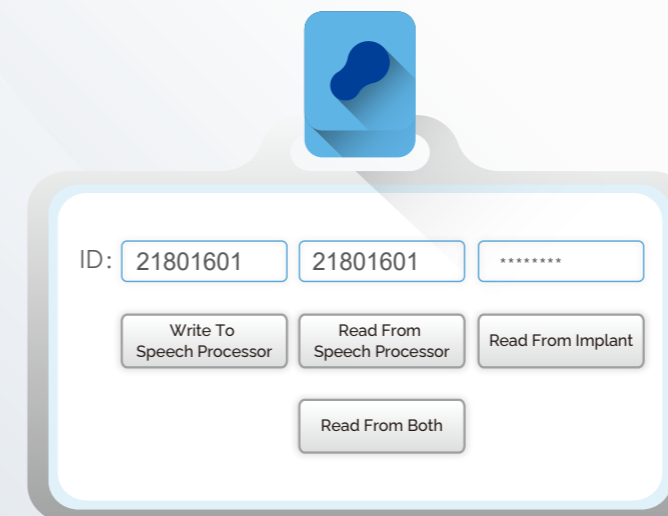 ID: 21801601 21801601 ********
Write To
Speech Processor
Read From
Speech Processor
Read From Implant
Read From Both